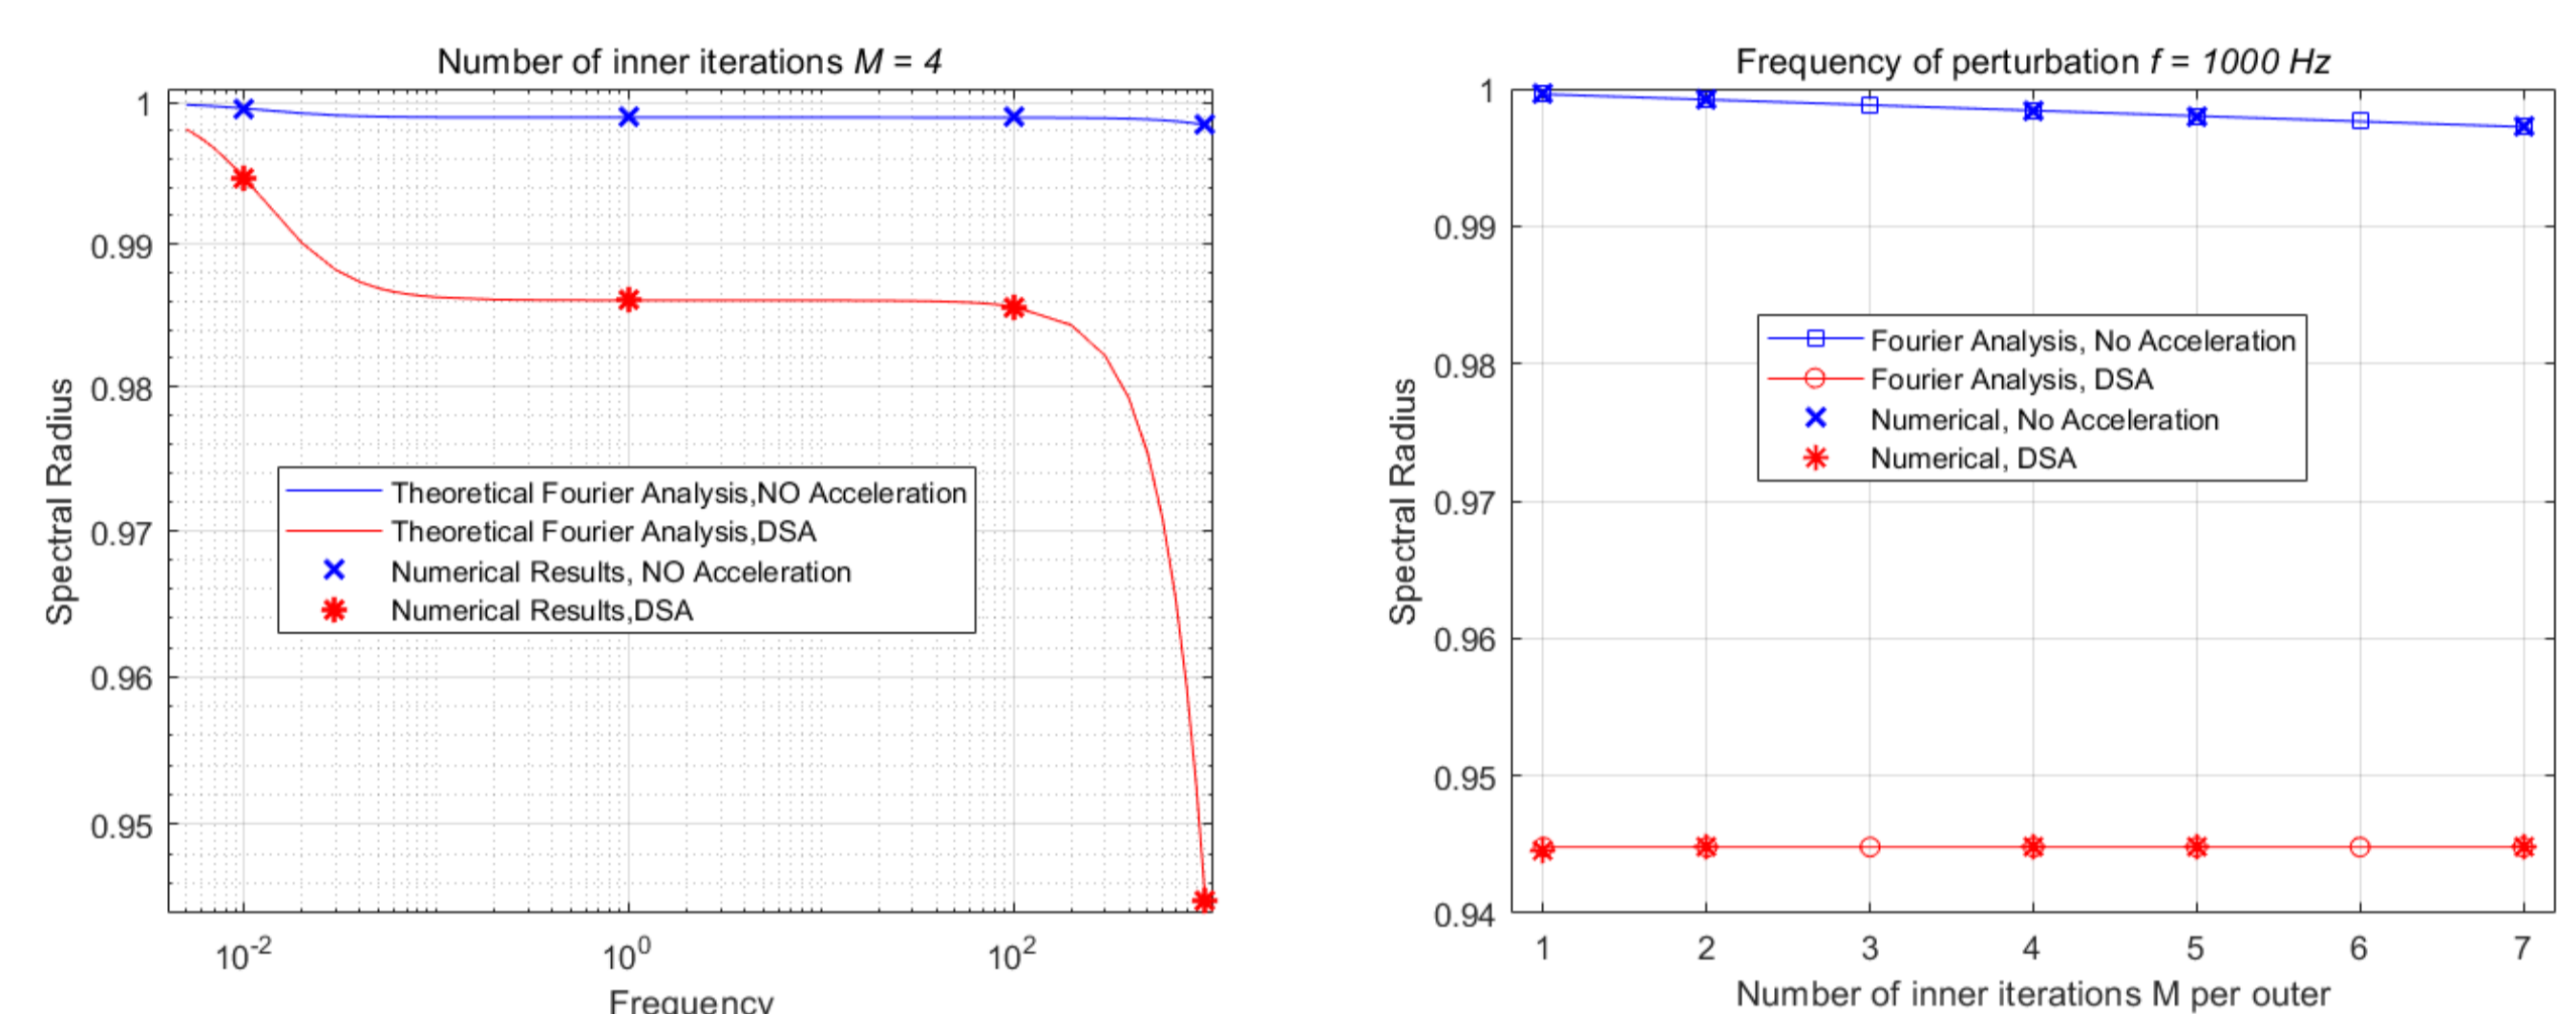 Number of inner iterations M = 4
Spectral Radius
1
0.99
0.98
0.97
0.96
0.95
Theoretical Fourier Analysis,NO Acceleration
Theoretical Fourier Analysis,DSA
Numerical Results, NO Acceleration
Numerical Results,DSA
10-2
100
102
Frequency
Frequency of perturbation f = 1000 Hz
Spectral Radius
1
0.99
0.98
0.97
0.96
0.95
0.94
Fourier Analysis, No Acceleration
Fourier Analysis, DSA
Numerical, No Acceleration
Numerical, DSA
1 2 3 4 5 6 7
Number of inner iterations M per outer